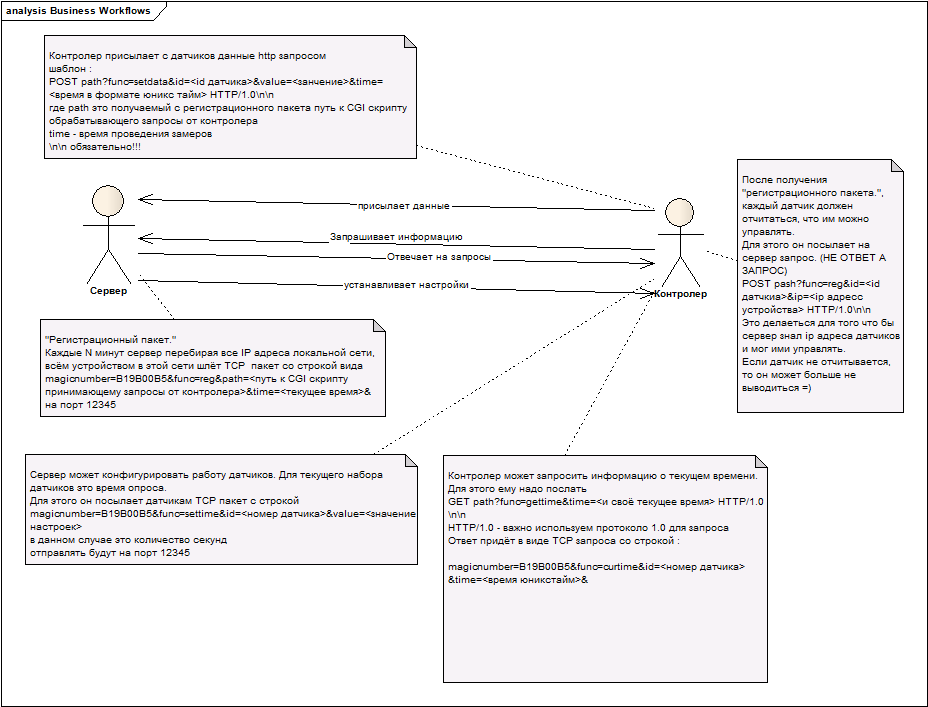 analysis Business Workflows
Контролер присылает с датчиков данные http запросом
шаблон :
POST path?func=setdata&id=<id датчика>&value=<занчение>&time=
<время в формате юникс тайм> HTTP/1.0\n\n
где path это получаемый с регистрационного пакета путь к CGI скрипту
обрабатывающего запросы от контролера
time - время проведения замеров
\n\n обязательно!!!
После получения
"регистрационного пакета.",
каждый датчик должен
отчитаться, что им можно
управлять.
Для этого он посылает на
сервер запрос. (НЕ ОТВЕТ А
ЗАПРОС)
POST pash?func=reg&id=<id
датчкиа>&ip=<ip адресс
устройства> HTTP/1.0\n\n
Это делаеться для того что бы
сервер знал ip адреса датчиков
и мог ими управлять.
Если датчик не отчитывается,
то он может больше не
выводиться =)
присылает данные
Запрашивает информацию
Отвечает на запросы
устанавливает настройки
Сервер
Контролер
"Регистрационный пакет."
Каждые N минут сервер перебирая все IP адреса локальной сети,
всём устройством в этой сети шлёт TCP  пакет со строкой вида
magicnumber=B19B00B5&func=reg&path=<путь к CGI скрипту
принимающему запросы от контролера>&time=<текущее время>&
на порт 12345
Сервер может конфигурировать работу датчиков. Для текущего набора
датчиков это время опроса.
Для этого он посылает датчикам TCP пакет с строкой
magicnumber=B19B00B5&func=settime&id=<номер датчика>&value=<значение
настроек>
в данном случае это количество секунд
отправлять будут на порт 12345
Контролер может запросить информацию о текущем времени.
Для этого ему надо послать
GET path?func=gettime&time=<и своё текущее время> HTTP/1.0
\n\n
HTTP/1.0 - важно используем протоколо 1.0 для запроса
Ответ придёт в виде TCP запроса со строкой :
magicnumber=B19B00B5&func=curtime&id=<номер датчика>
&time=<время юникстайм>&